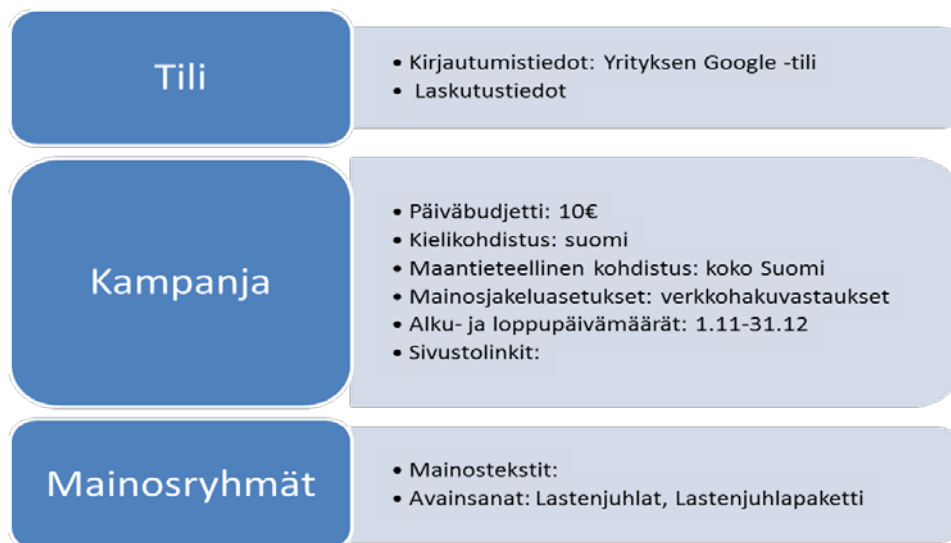 Tili
• Kirjautumistiedot: Yrityksen Google -tili
• Laskutustiedot
Kampanja
• Päiväbudjetti: 10€
• Kielikohdistus: suomi
• Maantieteellinen kohdistus: koko Suomi
• Mainosjakeluasetukset: verkkohakuvastaukset
• Alku- ja loppupäivämäärät: 1.11-31.12
• Sivustolinkit:
Mainosryhmät
• Mainostekstit:
• Avainsanat: Lastenjuhlat, Lastenjuhlapaketti